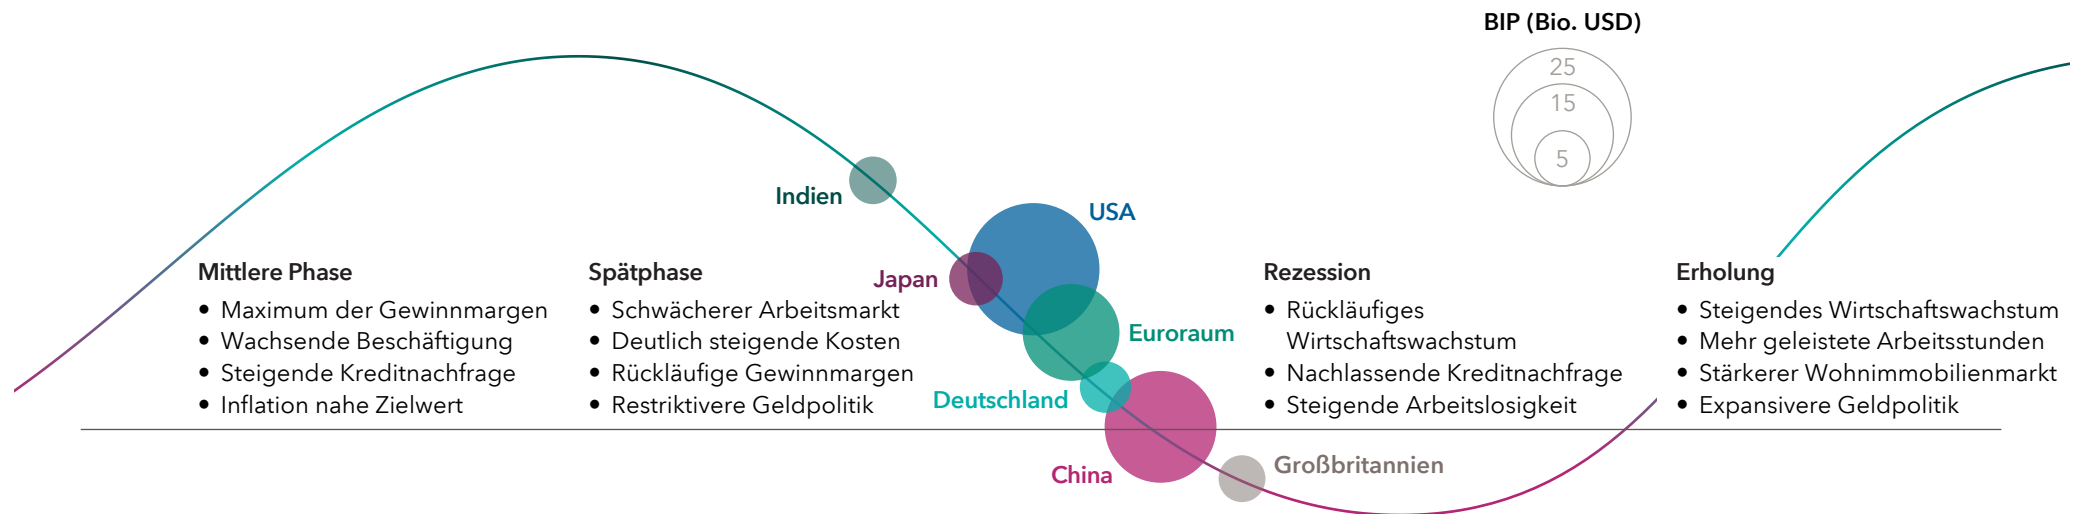 BIP (Bio. USD)
25
15
5
Indien
USA
Japan
Euroraum
Deutschland
China
Großbritannien
Mittlere Phase
• Maximum der Gewinnmargen
• Wachsende Beschäftigung
• Steigende Kreditnachfrage
• Inflation nahe Zielwert
Spätphase
• Schwächerer Arbeitsmarkt
• Deutlich steigende Kosten
• Rückläufige Gewinnmargen
• Restriktivere Geldpolitik
Rezession
• Rückläufiges
Wirtschaftswachstum
• Nachlassende Kreditnachfrage
• Steigende Arbeitslosigkeit
Erholung
• Steigendes Wirtschaftswachstum
• Mehr geleistete Arbeitsstunden
• Stärkerer Wohnimmobilienmarkt
• Expansivere Geldpolitik